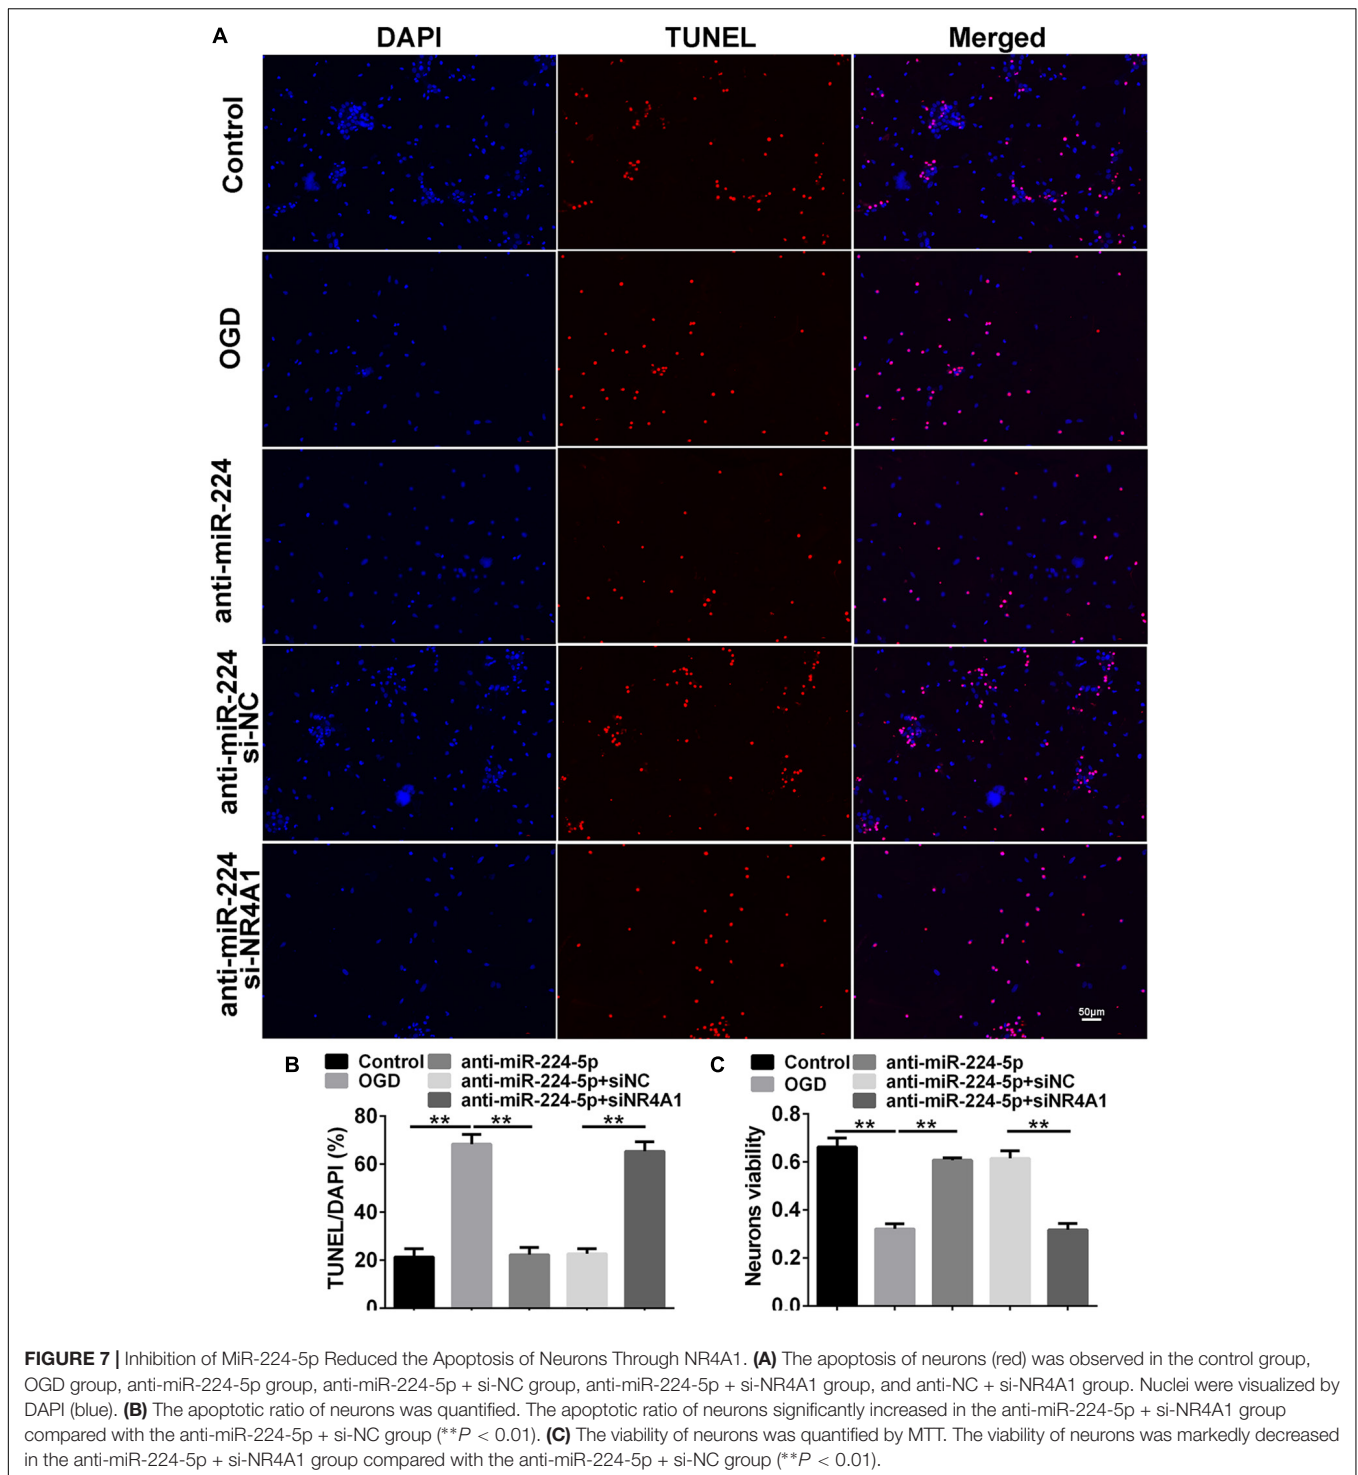 A
DAPI TUNEL Merged
Control
OGD
anti-miR-224
anti-miR-224
si-NC
anti-miR-224
si-NR4A1
50μm
B
Control anti-miR-224-5p
OGD anti-miR-224-5p+siNC
anti-miR-224-5p+siNR4A1
TUNEL/DAPI (%)
80
60
40
20
0
** ** **
C
Control anti-miR-224-5p
OGD anti-miR-224-5p+siNC
anti-miR-224-5p+siNR4A1
Neurons viability
0.8
0.6
0.4
0.2
0.0
** ** **
FIGURE 7 | Inhibition of MiR-224-5p Reduced the Apoptosis of Neurons Through NR4A1. (A) The apoptosis of neurons (red) was observed in the control group,
OGD group, anti-miR-224-5p group, anti-miR-224-5p + si-NC group, anti-miR-224-5p + si-NR4A1 group, and anti-NC + si-NR4A1 group. Nuclei were visualized by
DAPI (blue). (B) The apoptotic ratio of neurons was quantified. The apoptotic ratio of neurons significantly increased in the anti-miR-224-5p + si-NR4A1 group
compared with the anti-miR-224-5p + si-NC group (**P < 0.01). (C) The viability of neurons was quantified by MTT. The viability of neurons was markedly decreased
in the anti-miR-224-5p + si-NR4A1 group compared with the anti-miR-224-5p + si-NC group (**P < 0.01).